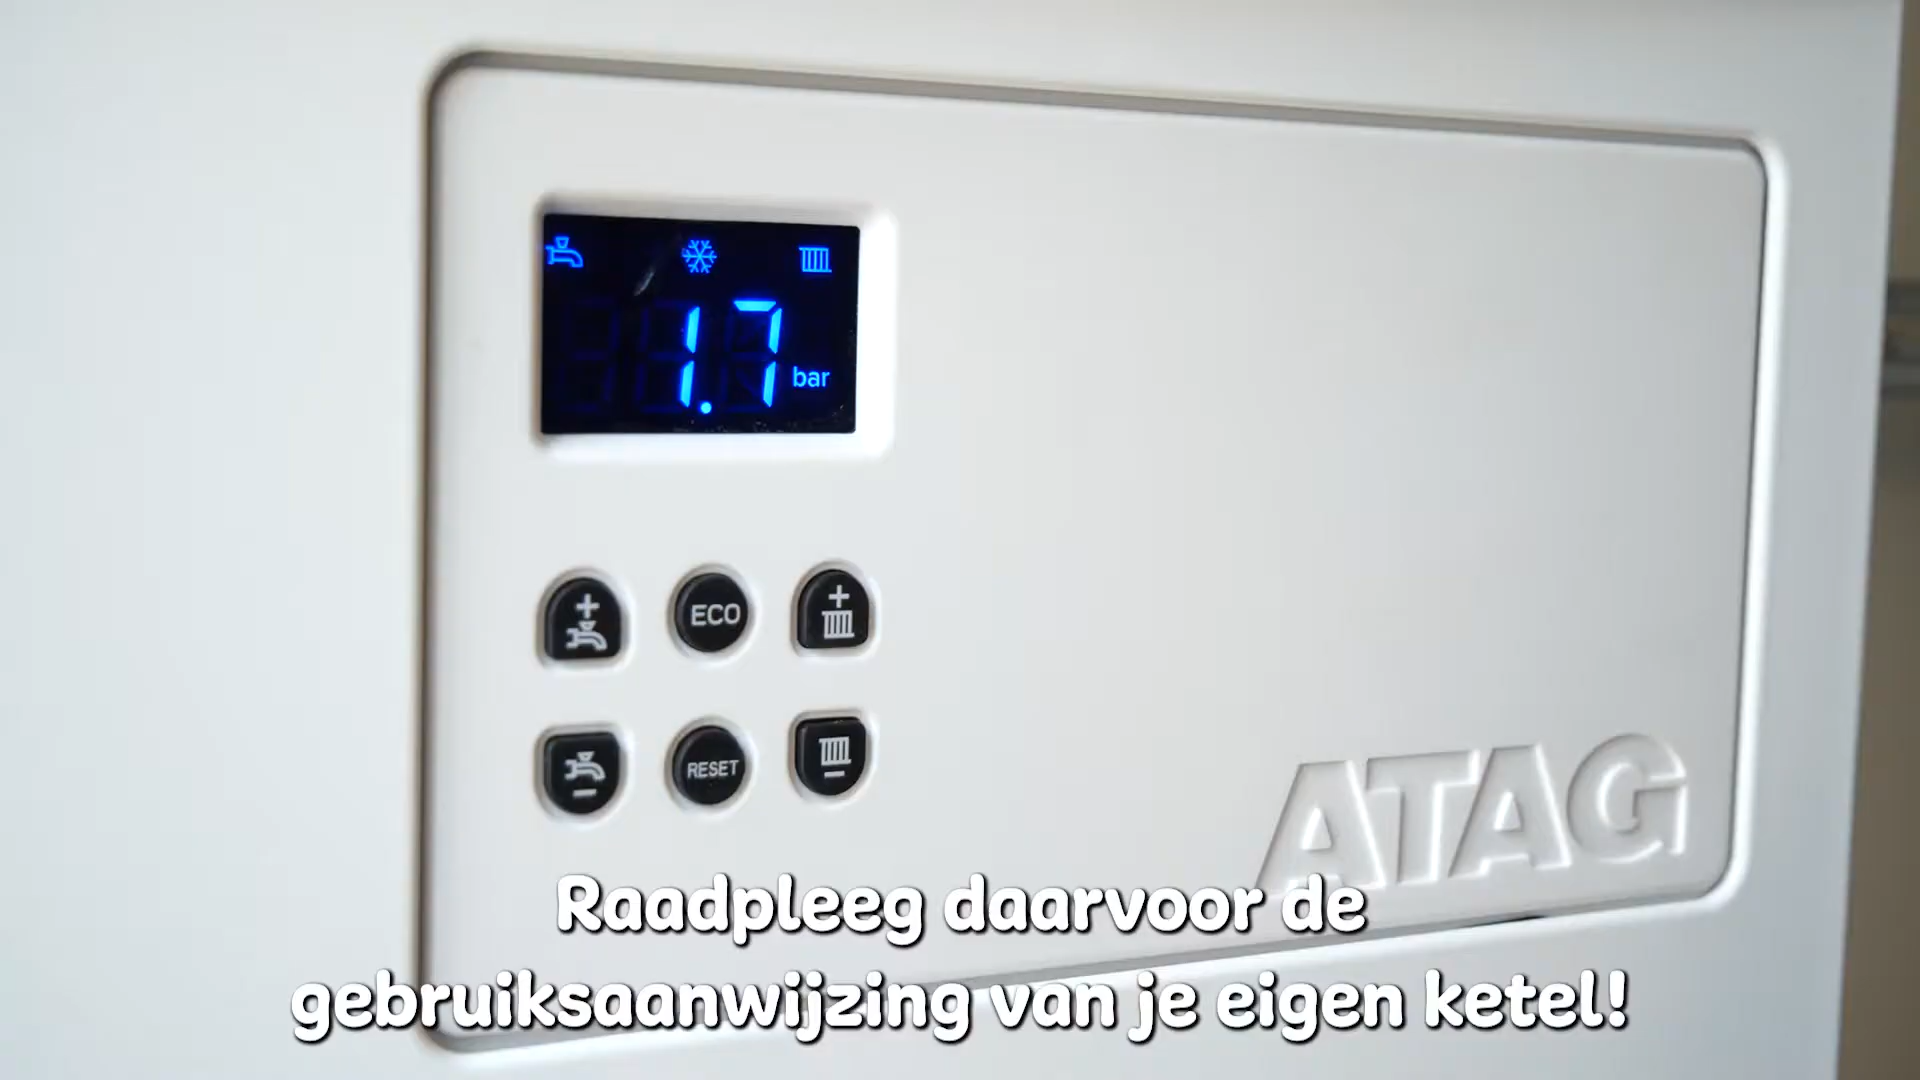 1.7 bar
ECO
RESET
ATAG
Raadpleeg daarvoor de
gebruiksaanwijzing van je eigen ketel!